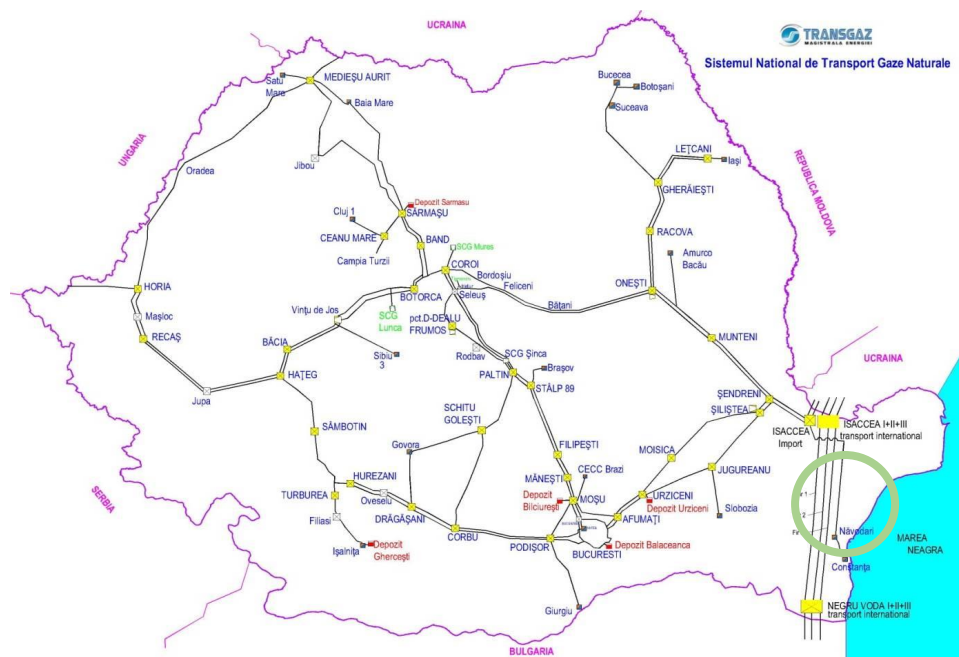 UCRAINA
TRANSGAZ
MAGISTRALA ENERGIEI
Sistemul National de Transport Gaze Naturale
MEDIEŞU AURIT
Satu
Mare
Baia Mare
Bucecea
Botoşani
Suceava
UNGARIA
LEŢCANI
Iaşi
Jibou
Oradea
GHERĂIEŞTI
REPUBLICA MOLDOVA
Depozit Sarmasu
SĂRMAŞU
Cluj 1
CEANU MARE
Campia Turzii
BAND
SCG Mures
RACOVA
Amurco
Bacău
COROI
Bordoşiu
Feliceni
Seleuş
Băţani
ONEŞTI
HORIA
BOTORCA
Maşloc
Vinţu de Jos
SCG
Lunca
pct.D-DEALU
FRUMOS
RECAŞ
MUNTENI
BĂCIA
Sibiu
3
Rodbav
SCG Şinca
UCRAINA
HAŢEG
PALTIN
Braşov
STÂLP 89
Jupa
ŞENDRENI
ŞILIŞTEA
SCHITU
GOLEŞTI
ISACCEA
Import
ISACCEA I+II+III
transport international
SÂMBOTIN
Govora
FILIPEŞTI
MOISICA
CECC Brazi
JUGUREANU
HUREZANI
MĂNEŞTI
SERBIA
TURBUREA
Oveselu
Depozit
Bilciureşti
MOŞU
URZICENI
Depozit Urziceni
Slobozia
Filiasi
DRĂGĂŞANI
AFUMAŢI
CORBU
Işalniţa
Depozit
Gherceşti
PODIŞOR
BUCURESTI
Depozit Balaceanca
Năvodari
MAREA
NEAGRA
Constanţa
Giurgiu
NEGRU VODA I+II+III
transport international
BULGARIA